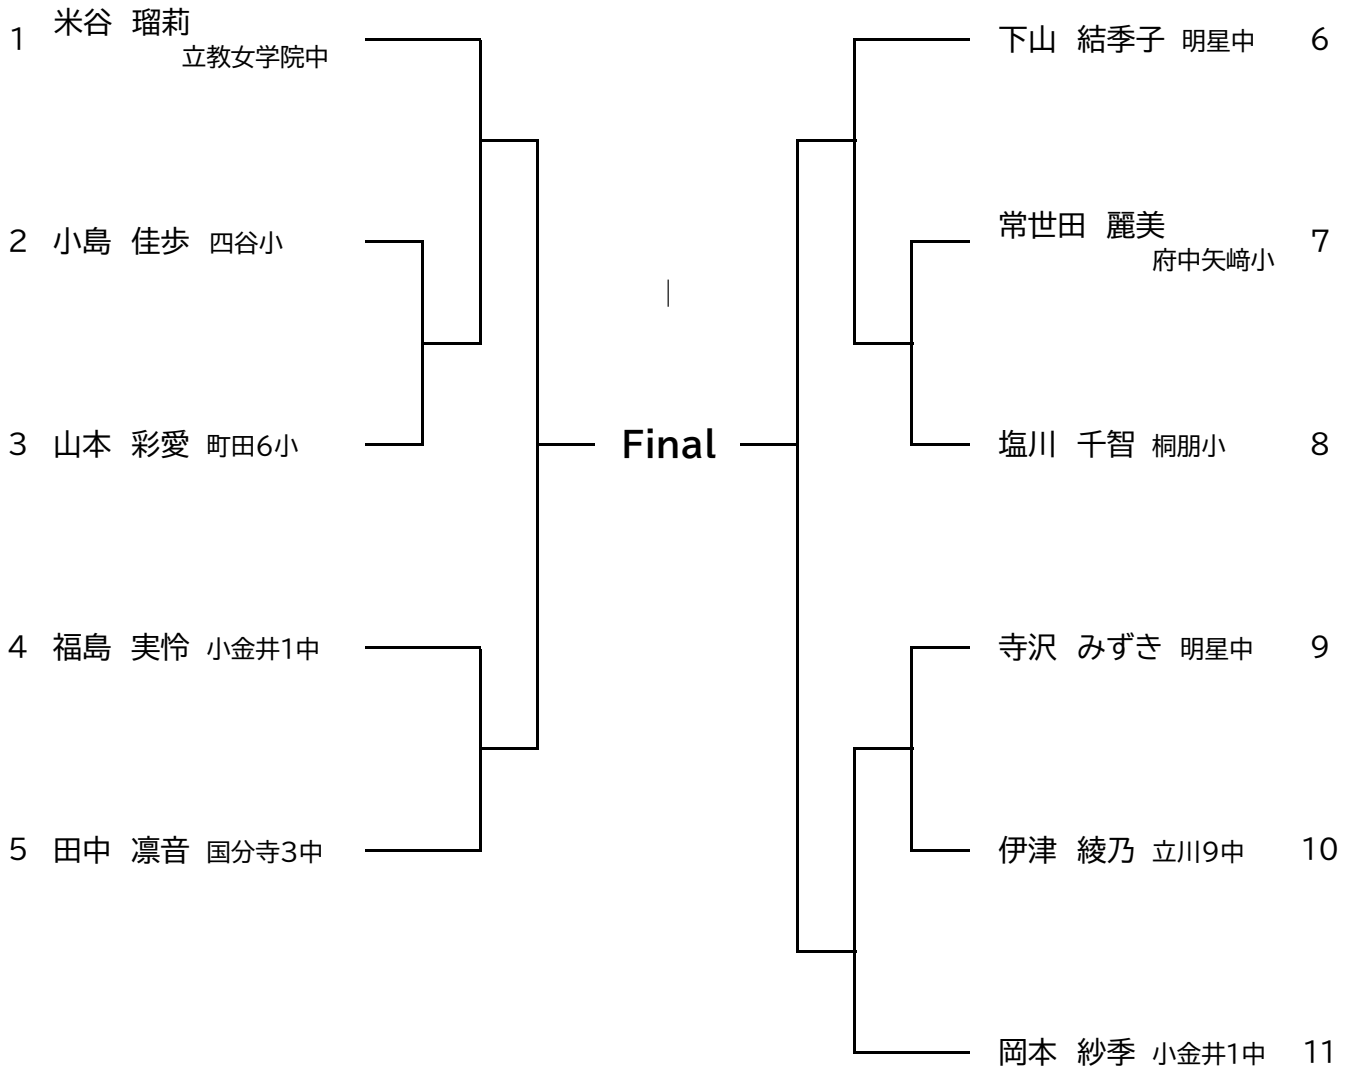 1 米谷 瑠莉
立教女学院中
2 小島 佳歩 四谷小
3 山本 彩愛 町田6小
4 福島 実怜 小金井1中
5 田中 凛音 国分寺3中
Final
下山 結季子 明星中 6
常世田 麗美 7
府中矢﨑小
塩川 千智 桐朋小 8
寺沢 みずき 明星中 9
伊津 綾乃 立川9中 10
岡本 紗季 小金井1中 11